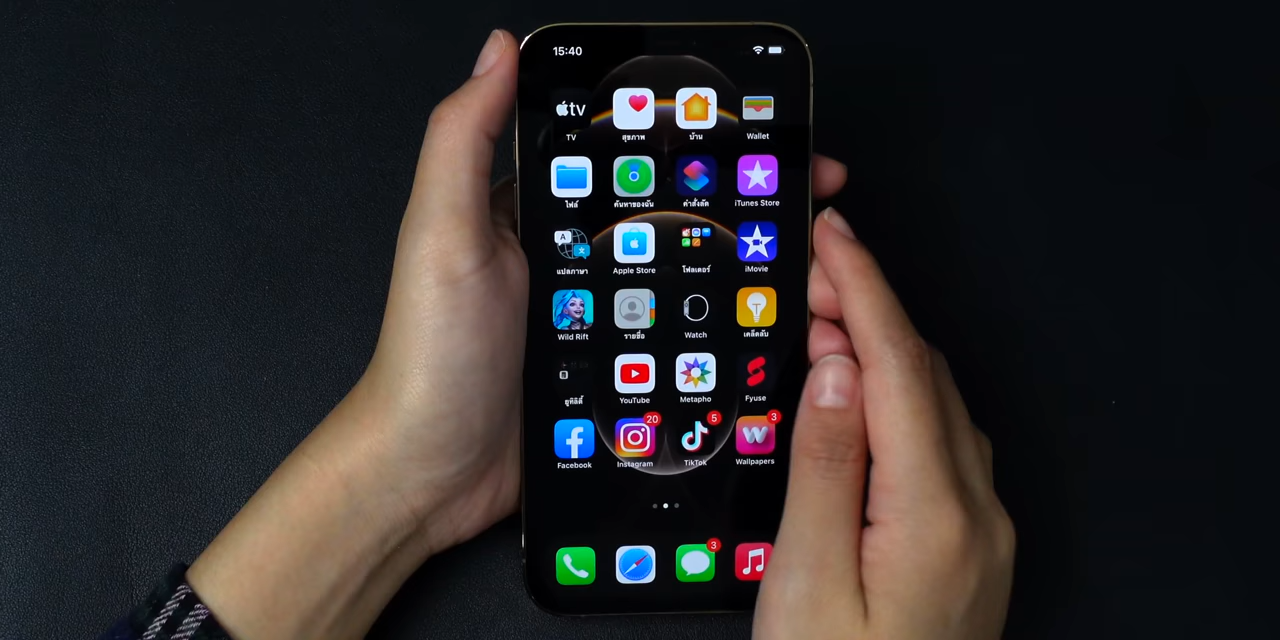 15:40
tv
TV
สุขภาพ
บ้าน
Wallet
ไฟล์
ค้นหาของฉัน
คำสั่งลัด
iTunes Store
A
文
แปลภาษา
Apple Store
โฟลเดอร์
iMovie
Wild Rift
รายชื่อ
Watch
เคล็ดลับ
ยูทิลิตี้
YouTube
Metapho
Fyuse
20
5
3
W
Facebook
Instagram
TikTok
Wallpapers
3